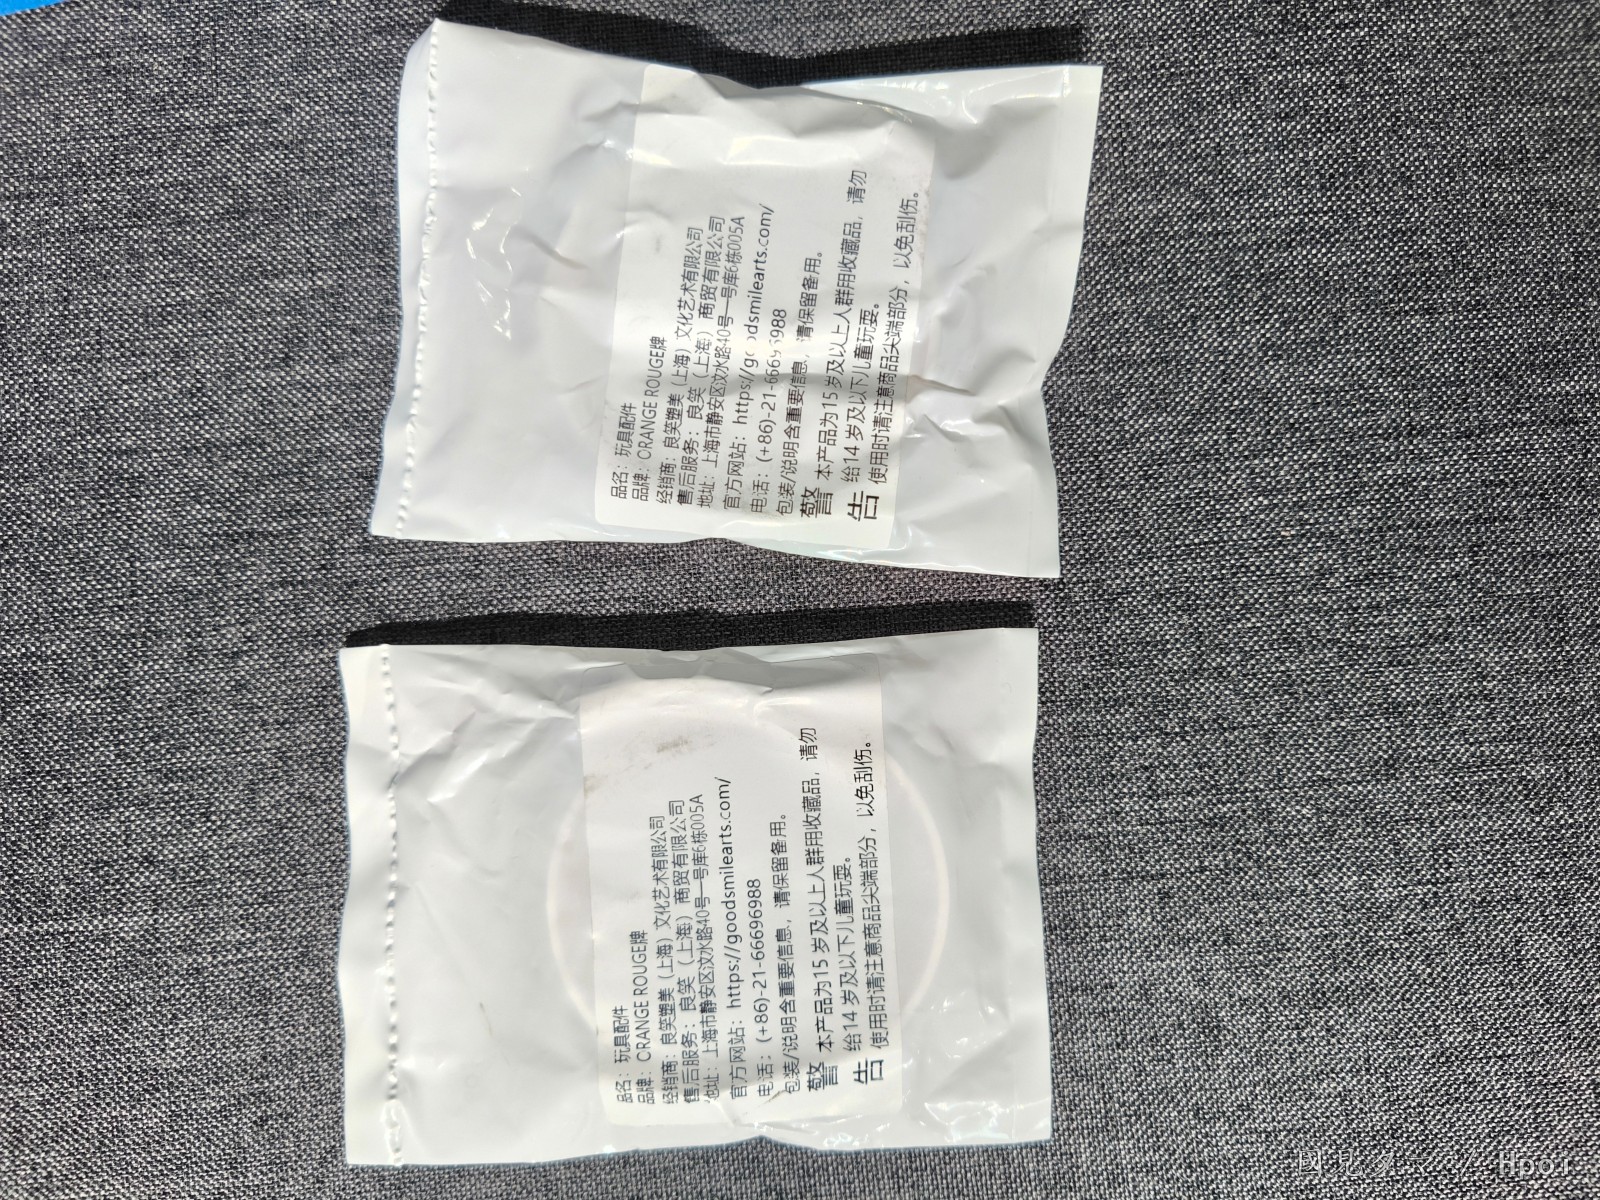 品名：玩具配件
品牌：ORANGE ROUGE牌
经销商：良笑塑美（上海）文化艺术有限公司
售后服务：良笑（上海）商贸有限公司
地址：上海市静安区汶水路40号一号库6栋005A
官方网站：https://goodsmilearts.com/
电话：(+86)-21-66696988
包装/说明含重要信息，请保留备用。
警告
本产品为15岁及以上人群用收藏品，请勿
给14岁及以下儿童玩耍。
使用时请注意商品尖端部分，以免刮伤。
品名：玩具配件
品牌：ORANGE ROUGE牌
经销商：良笑塑美（上海）文化艺术有限公司
售后服务：良笑（上海）商贸有限公司
地址：上海市静安区汶水路40号一号库6栋005A
官方网站：https://goodsmilearts.com/
电话：(+86)-21-66696988
包装/说明含重要信息，请保留备用。
警告
本产品为15岁及以上人群用收藏品，请勿
给14岁及以下儿童玩耍。
使用时请注意商品尖端部分，以免刮伤。
國見タマ / Hpoi